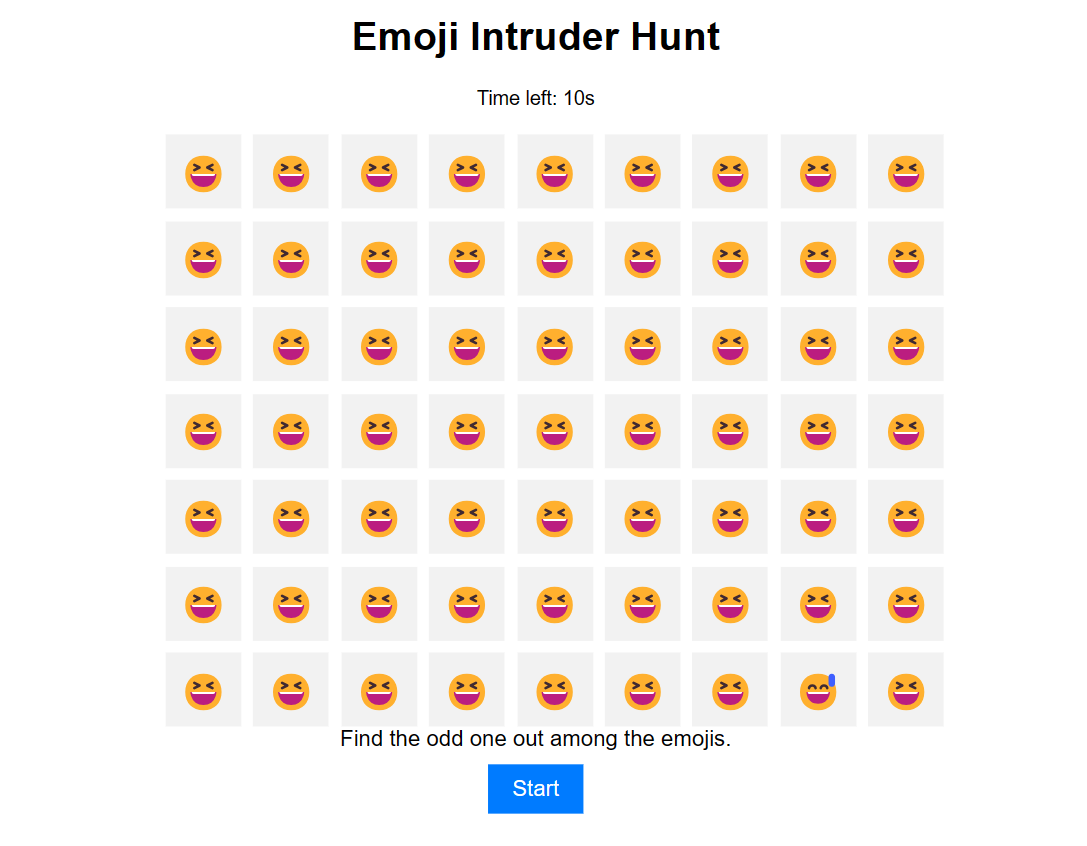 Emoji Intruder Hunt
Time left: 10s
Find the odd one out among the emojis.
Start